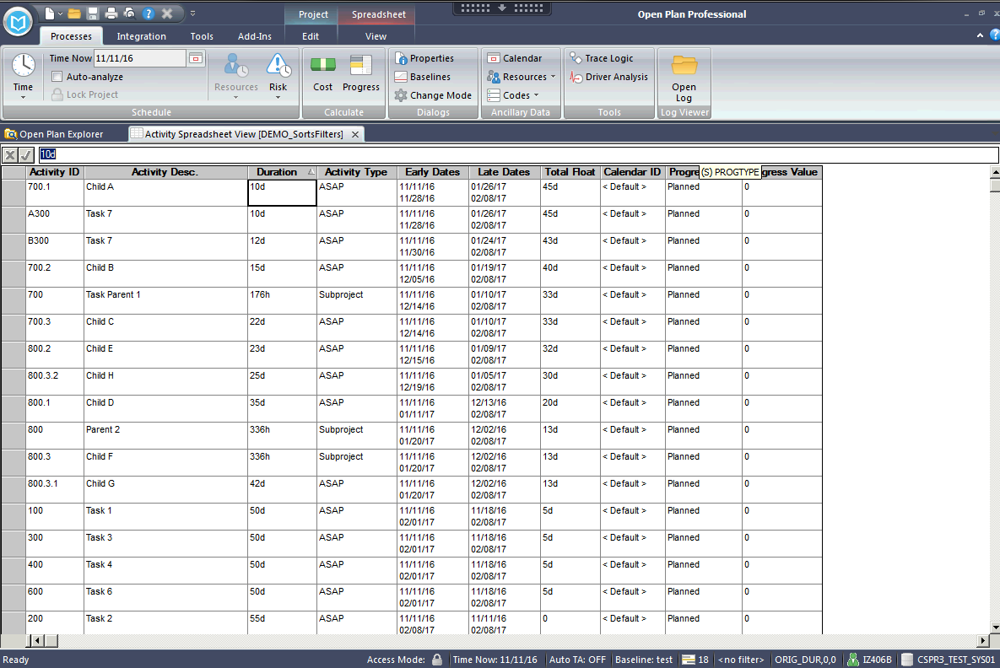 Project Spreadsheet Open Plan Professional
Processes Integration Tools Add-Ins Edit View
Time
Time Now 11/11/16
Auto-analyze
Lock Project
Resources
Risk
Schedule
Cost
Progress
Calculate
Properties
Baselines
Change Mode
Dialogs
Calendar
Resources
Codes
Ancillary Data
Trace Logic
Driver Analysis
Tools
Open
Log
Log Viewer
Open Plan Explorer Activity Spreadsheet View [DEMO_SortsFilters]
10d
Activity ID Activity Desc. Duration Activity Type Early Dates Late Dates Total Float Calendar ID Progre (S) PROGTYPE gress Value
700.1 Child A 10d ASAP 11/11/16 01/26/17 45d < Default > Planned 0
11/28/16 02/08/17
A300 Task 7 10d ASAP 11/11/16 01/26/17 45d < Default > Planned 0
11/28/16 02/08/17
B300 Task 7 12d ASAP 11/11/16 01/24/17 43d < Default > Planned 0
11/30/16 02/08/17
700.2 Child B 15d ASAP 11/11/16 01/19/17 40d < Default > Planned 0
12/05/16 02/08/17
700 Task Parent 1 176h Subproject 11/11/16 01/10/17 33d < Default > Planned 0
12/14/16 02/08/17
700.3 Child C 22d ASAP 11/11/16 01/10/17 33d < Default > Planned 0
12/14/16 02/08/17
800.2 Child E 23d ASAP 11/11/16 01/09/17 32d < Default > Planned 0
12/15/16 02/08/17
800.3.2 Child H 25d ASAP 11/11/16 01/05/17 30d < Default > Planned 0
12/19/16 02/08/17
800.1 Child D 35d ASAP 11/11/16 12/13/16 20d < Default > Planned 0
01/11/17 02/08/17
800 Parent 2 336h Subproject 11/11/16 12/02/16 13d < Default > Planned 0
01/20/17 02/08/17
800.3 Child F 336h Subproject 11/11/16 12/02/16 13d < Default > Planned 0
01/20/17 02/08/17
800.3.1 Child G 42d ASAP 11/11/16 12/02/16 13d < Default > Planned 0
01/20/17 02/08/17
100 Task 1 50d ASAP 11/11/16 11/18/16 5d < Default > Planned 0
02/01/17 02/08/17
300 Task 3 50d ASAP 11/11/16 11/18/16 5d < Default > Planned 0
02/01/17 02/08/17
400 Task 4 50d ASAP 11/11/16 11/18/16 5d < Default > Planned 0
02/01/17 02/08/17
600 Task 6 50d ASAP 11/11/16 11/18/16 5d < Default > Planned 0
02/01/17 02/08/17
200 Task 2 55d ASAP 11/11/16 11/11/16 0 < Default > Planned 0
02/08/17 02/08/17
Ready Access Mode: Time Now: 11/11/16 Auto TA: OFF Baseline: test 18 <no filter> ORIG_DUR,0,0 IZ406B CSPR3_TEST_SYS01